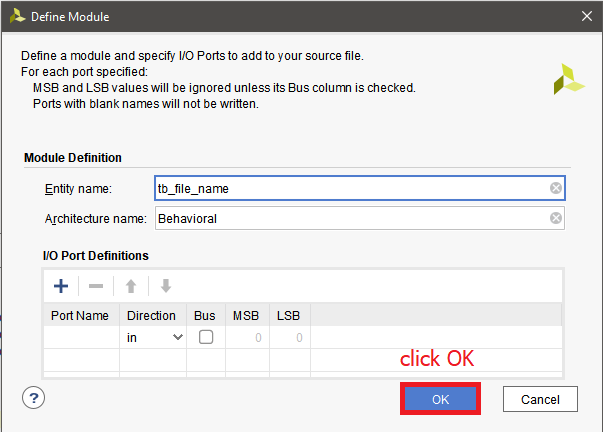 Define Module
Define a module and specify I/O Ports to add to your source file.
For each port specified:
MSB and LSB values will be ignored unless its Bus column is checked.
Ports with blank names will not be written.
Module Definition
Entity name: tb_file_name
Architecture name: Behavioral
I/O Port Definitions
Port Name Direction Bus MSB LSB
in 0 0
click OK
? OK Cancel